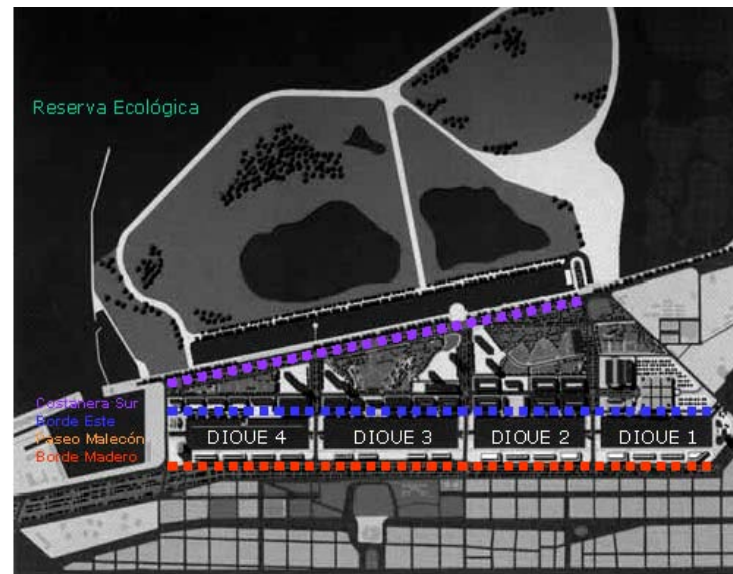 Reserva Ecológica
Costanera Sur
Borde Este
Paseo Malecón
Borde Madero
DIQUE 4
DIQUE 3
DIQUE 2
DIQUE 1